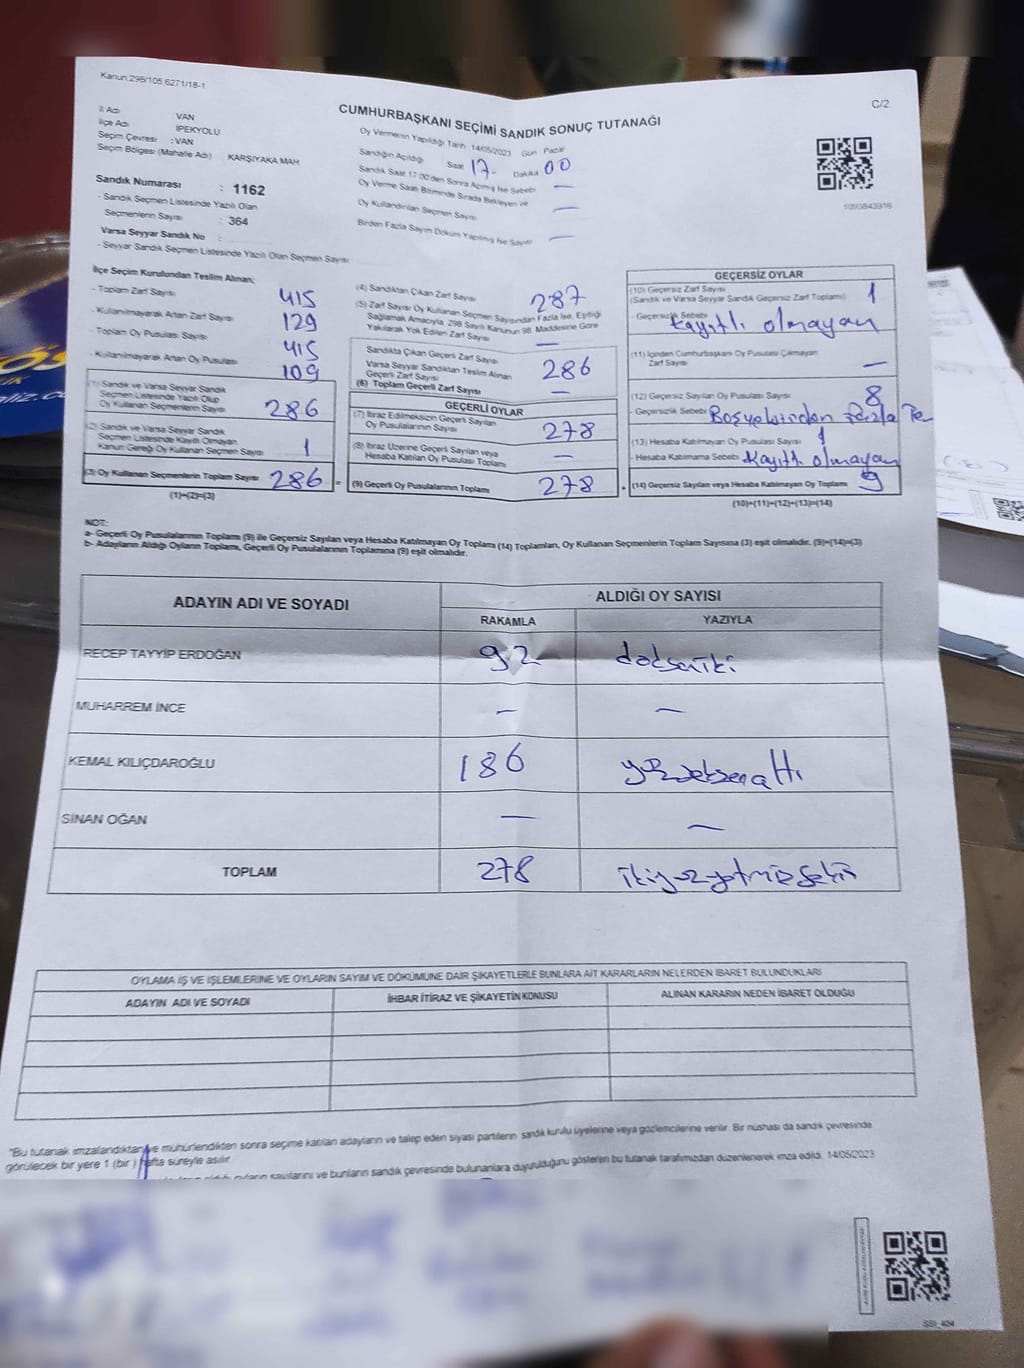 Kanun:298/105,6271/18-1
C/2
CUMHURBAŞKANI SEÇİMİ SANDIK SONUÇ TUTANAĞI
İl Adı VAN
İlçe Adı İPEKYOLU
Seçim Çevresi : VAN
Seçim Bölgesi (Mahalle Adı) KARŞIYAKA MAH
Sandık Numarası : 1162
- Sandık Seçmen Listesinde Yazılı Olan
Seçmenlerin Sayısı : 364
Varsa Seyyar Sandık No :
- Seyyar Sandık Seçmen Listesinde Yazılı Olan Seçmen Sayısı
Oy Vermenin Yapıldığı Tarih 14/05/2023 Gün : Pazar
Sandığın Açıldığı Saat 17- Dakika 00
Sandık Saat 17:00'den Sonra Açılmış İse Sebebi —
Oy Verme Saati Bitiminde Sırada Bekleyen ve
Oy Kullandırılan Seçmen Sayısı —
Birden Fazla Sayım Döküm Yapılmış İse Sayısı —
1093843916
İlçe Seçim Kurulundan Teslim Alınan;
- Toplam Zarf Sayısı 415
- Kullanılmayarak Artan Zarf Sayısı 129
- Toplam Oy Pusulası Sayısı 415
- Kullanılmayarak Artan Oy Pusulası 109
(1) Sandık ve Varsa Seyyar Sandık
Seçmen Listesinde Yazılı Olup
Oy Kullanan Seçmenlerin Sayısı 286
(2) Sandık ve Varsa Seyyar Sandık
Seçmen Listesinde Kayıtlı Olmayan
Kanun Gereği Oy Kullanan Seçmen Sayısı 1
(3) Oy Kullanan Seçmenlerin Toplam Sayısı 286 =
(1)+(2)=(3)
(4) Sandıktan Çıkan Zarf Sayısı 287
(5) Zarf Sayısı Oy Kullanan Seçmen Sayısından Fazla İse, Eşitliği
Sağlamak Amacıyla, 298 Sayılı Kanunun 98. Maddesine Göre
Yakılarak Yok Edilen Zarf Sayısı —
Sandıkta Çıkan Geçerli Zarf Sayısı 286
Varsa Seyyar Sandıktan Teslim Alınan
Geçerli Zarf Sayısı
(6) Toplam Geçerli Zarf Sayısı —
GEÇERLİ OYLAR
(7) İtiraz Edilmeksizin Geçerli Sayılan
Oy Pusulalarının Sayısı 278
(8) İtiraz Üzerine Geçerli Sayılan veya
Hesaba Katılan Oy Pusulası Toplamı —
(9) Geçerli Oy Pusulalarının Toplamı 278 +
GEÇERSİZ OYLAR
(10) Geçersiz Zarf Sayısı
(Sandık ve Varsa Seyyar Sandık Geçersiz Zarf Toplamı) 1
- Geçersizlik Sebebi Kayıtlı olmayan
(11) İçinden Cumhurbaşkanı Oy Pusulası Çıkmayan
Zarf Sayısı —
(12) Geçersiz Sayılan Oy Pusulası Sayısı 8
- Geçersizlik Sebebi
(13) Hesaba Katılmayan Oy Pusulası Sayısı 1
- Hesaba Katılmama Sebebi Kayıtlı olmayan
(14) Geçersiz Sayılan veya Hesaba Katılmayan Oy Toplamı 9
(10)+(11)+(12)+(13)=(14)
NOT:
a- Geçerli Oy Pusulalarının Toplamı (9) ile Geçersiz Sayılan veya Hesaba Katılmayan Oy Toplamı (14) Toplamları, Oy Kullanan Seçmenlerin Toplam Sayısına (3) eşit olmalıdır. (9)+(14)=(3)
b- Adayların Aldığı Oyların Toplamı, Geçerli Oy Pusulalarının Toplamına (9) eşit olmalıdır.
ADAYIN ADI VE SOYADI ALDIĞI OY SAYISI
RAKAMLA YAZIYLA
RECEP TAYYİP ERDOĞAN 92 doksaniki
MUHARREM İNCE — —
KEMAL KILIÇDAROĞLU 186 yüzseksenaltı
SİNAN OĞAN — —
TOPLAM 278 ikiyüzyetmişsekiz
OYLAMA İŞ VE İŞLEMLERİNE VE OYLARIN SAYIM VE DÖKÜMÜNE DAİR ŞİKAYETLERLE BUNLARA AİT KARARLARIN NELERDEN İBARET BULUNDUKLARI
ADAYIN ADI VE SOYADI İHBAR İTİRAZ VE ŞİKAYETİN KONUSU ALINAN KARARIN NEDEN İBARET OLDUĞU
"Bu tutanak imzalandıktan ve mühürlendikten sonra seçime katılan adayların ve talep eden siyasi partilerin sandık kurulu üyelerine veya gözlemcilerine verilir. Bir nüshası da sandık çevresinde
görülecek bir yere 1 (bir) hafta süreyle asılır.
oyların sayılarını ve bunların sandık çevresinde bulunanlara duyurulduğunu gösteren bu tutanak tarafımızdan düzenlenerek imza edildi. 14/05/2023
SSI_404